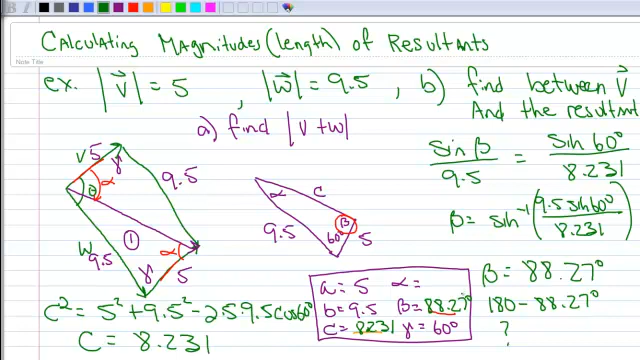 B I
Note Title
Calculating Magnitudes (length) of Resultants
ex. |v| = 5 , |w| = 9.5 , b) find between v
And the resultant
a) find |v+w|
sin β / 9.5 = sin 60° / 8.231
β = sin⁻¹ (9.5 sin 60° / 8.231)
β = 88.27°
180 - 88.27°
?
v 5 γ
θ α
9.5
①
w 9.5
α
γ 5
α c
β
9.5 60° 5
a = 5 α =
b = 9.5 β = 88.27°
c = 8231 γ = 60°
c² = 5² + 9.5² - 2·5·9.5 cos 60°
c = 8.231